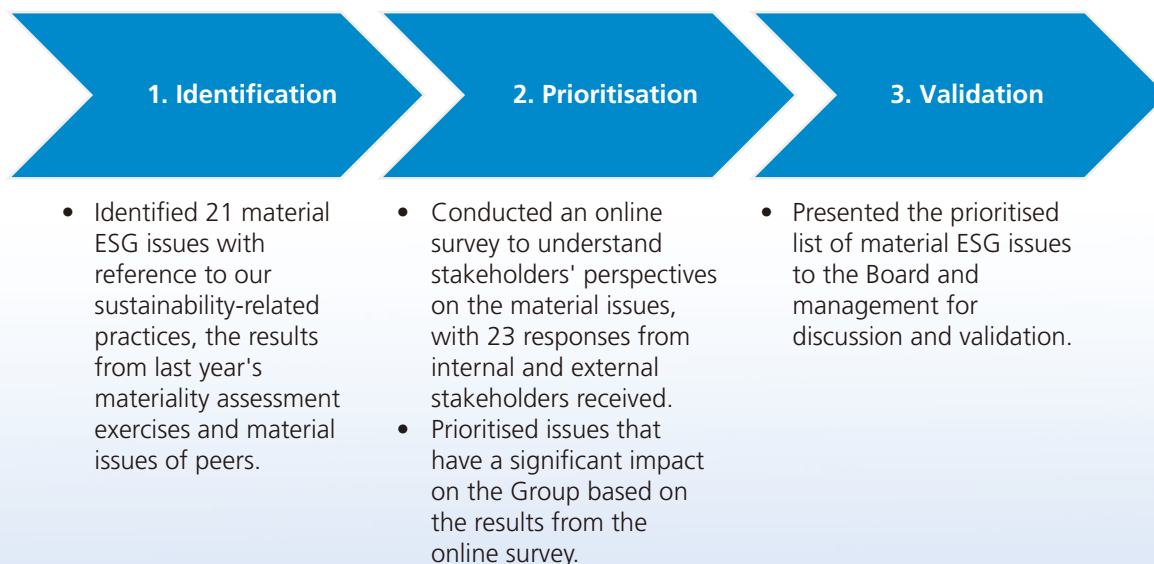 1. Identification
2. Prioritisation
3. Validation
• Identified 21 material
ESG issues with
reference to our
sustainability-related
practices, the results
from last year's
materiality assessment
exercises and material
issues of peers.
• Conducted an online
survey to understand
stakeholders' perspectives
on the material issues,
with 23 responses from
internal and external
stakeholders received.
• Prioritised issues that
have a significant impact
on the Group based on
the results from the
online survey.
• Presented the prioritised
list of material ESG issues
to the Board and
management for
discussion and validation.